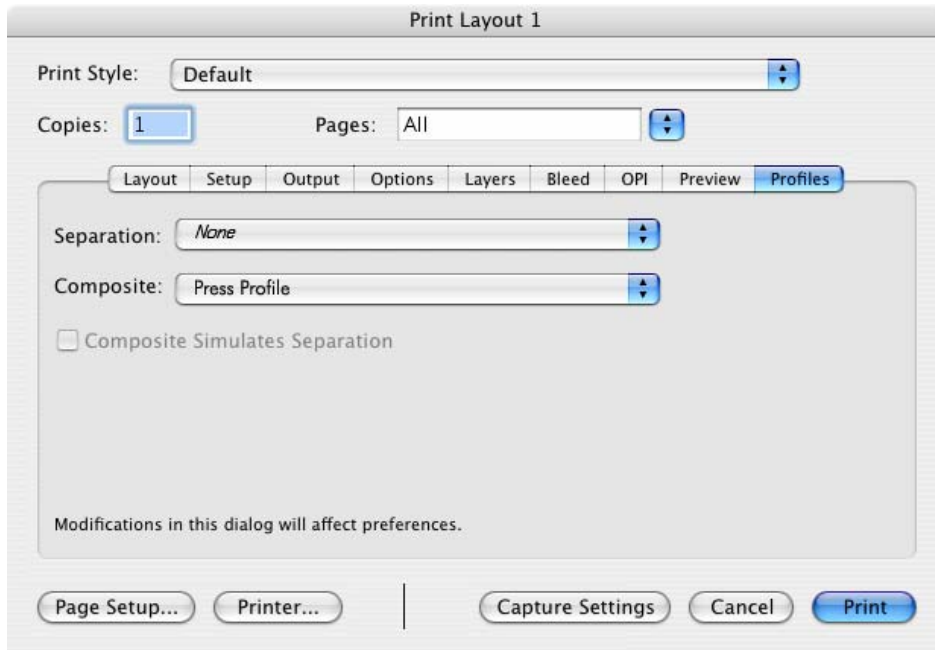 Print Layout 1
Print Style: Default
Copies: 1 Pages: All
Layout Setup Output Options Layers Bleed OPI Preview Profiles
Separation: None
Composite: Press Profile
Composite Simulates Separation
Modifications in this dialog will affect preferences.
Page Setup... Printer... Capture Settings Cancel Print